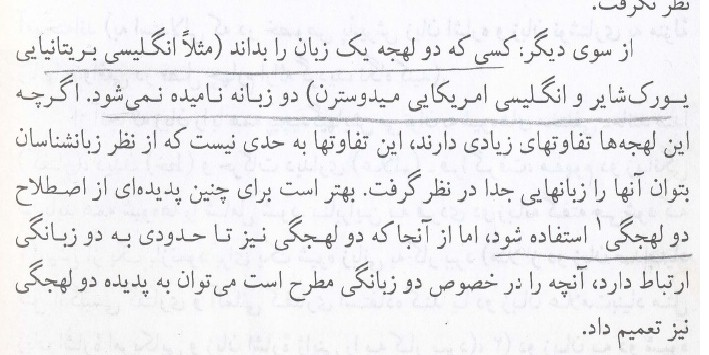 نظر نگرفت.
از سوی دیگر: کسی که دو لهجه یک زبان را بداند (مثلاً انگلیسی بریتانیایی
یورک‌شایر و انگلیسی امریکایی میدوسترن) دو زبانه نامیده نمی‌شود. اگرچه
این لهجه‌ها تفاوتهای زیادی دارند، این تفاوتها به حدی نیست که از نظر زبانشناسان
بتوان آنها را زبانهایی جدا در نظر گرفت. بهتر است برای چنین پدیده‌ای از اصطلاح
دو لهجگی۱ استفاده شود، اما از آنجا که دو لهجگی نیز تا حدودی به دو زبانگی
ارتباط دارد، آنچه را در خصوص دو زبانگی مطرح است می‌توان به پدیده دو لهجگی
نیز تعمیم داد.